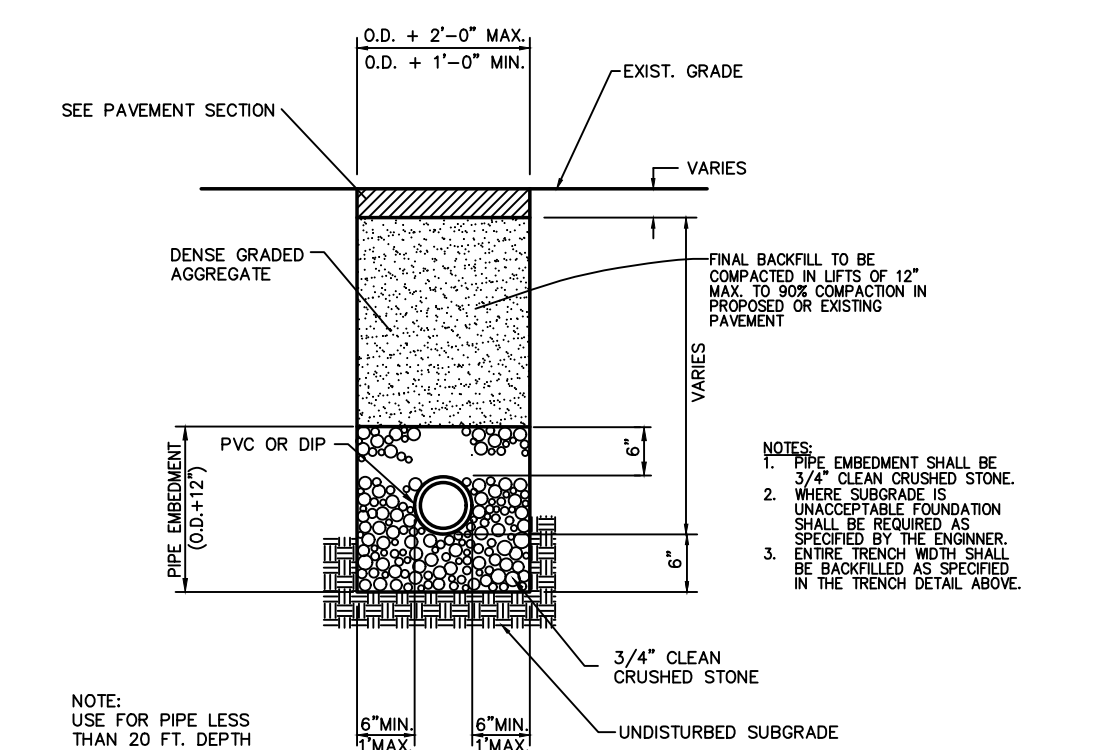 O.D. + 2'-0" MAX.
O.D. + 1'-0" MIN.
EXIST. GRADE
SEE PAVEMENT SECTION
VARIES
DENSE GRADED
AGGREGATE
FINAL BACKFILL TO BE
COMPACTED IN LIFTS OF 12"
MAX. TO 90% COMPACTION IN
PROPOSED OR EXISTING
PAVEMENT
VARIES
PVC OR DIP
6"
PIPE EMBEDMENT
(O.D.+12")
NOTES:
1. PIPE EMBEDMENT SHALL BE
3/4" CLEAN CRUSHED STONE.
2. WHERE SUBGRADE IS
UNACCEPTABLE FOUNDATION
SHALL BE REQUIRED AS
SPECIFIED BY THE ENGINNER.
3. ENTIRE TRENCH WIDTH SHALL
BE BACKFILLED AS SPECIFIED
IN THE TRENCH DETAIL ABOVE.
6"
3/4" CLEAN
CRUSHED STONE
NOTE:
USE FOR PIPE LESS
THAN 20 FT. DEPTH
6"MIN.
1'MAX.
6"MIN.
1'MAX.
UNDISTURBED SUBGRADE